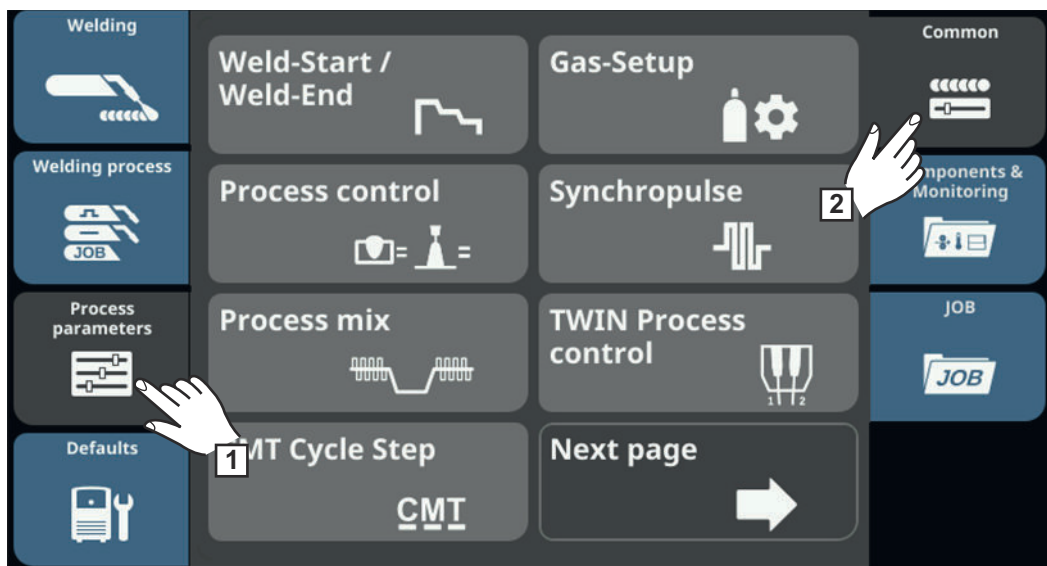 Welding
Welding process
JOB
Process
parameters
1
Defaults
Weld-Start /
Weld-End
Gas-Setup
Process control
Synchropulse
Process mix
TWIN Process
control
1 2
MT Cycle Step
CMT
Next page
Common
2
mponents &
Monitoring
JOB
JOB